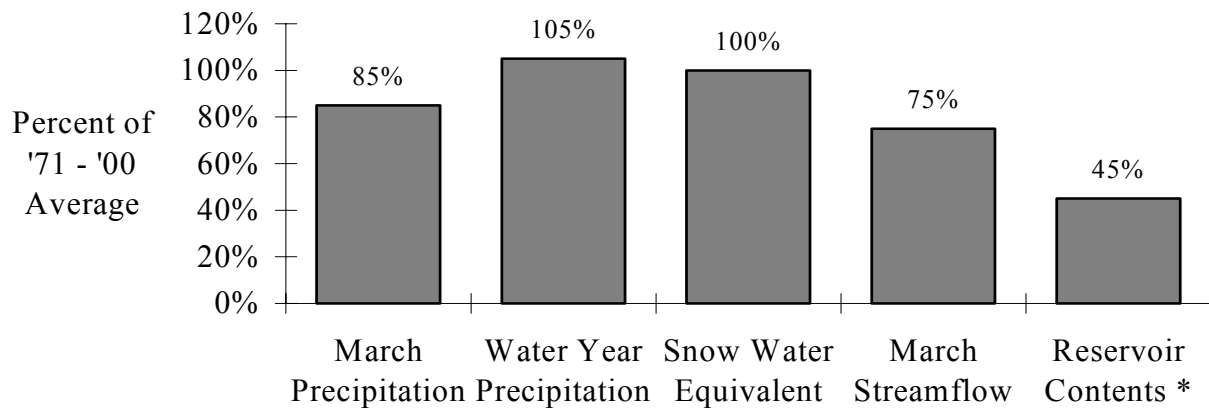 120%
100%
80%
60%
40%
20%
0%
Percent of
'71 - '00
Average
85%
105%
100%
75%
45%
March
Precipitation
Water Year
Precipitation
Snow Water
Equivalent
March
Streamflow
Reservoir
Contents *